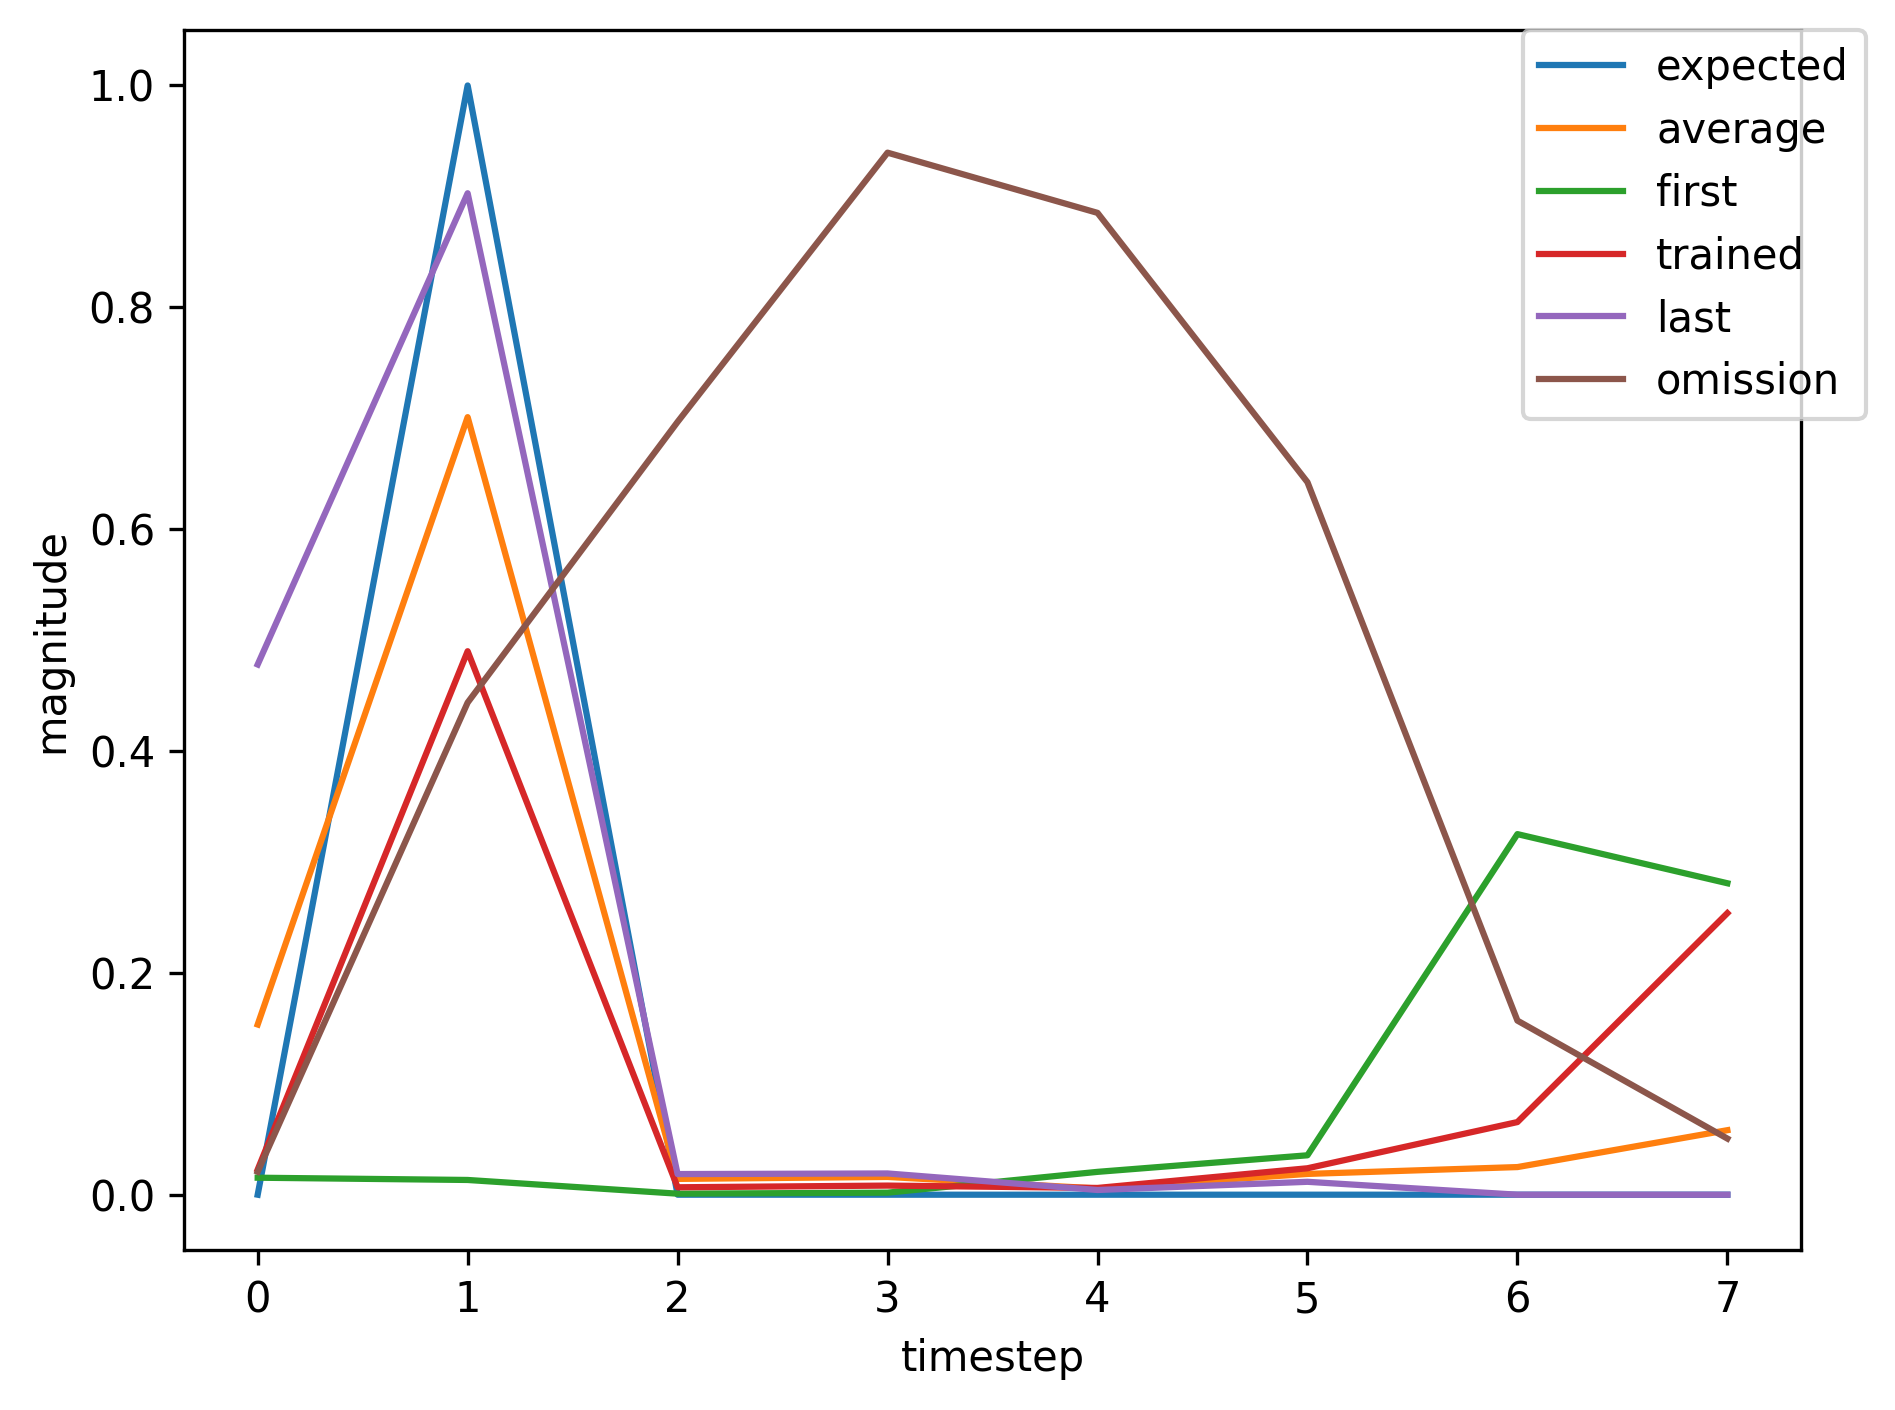 expected
average
first
trained
last
omission
1.0
0.8
0.6
0.4
0.2
0.0
magnitude
0 1 2 3 4 5 6 7
timestep